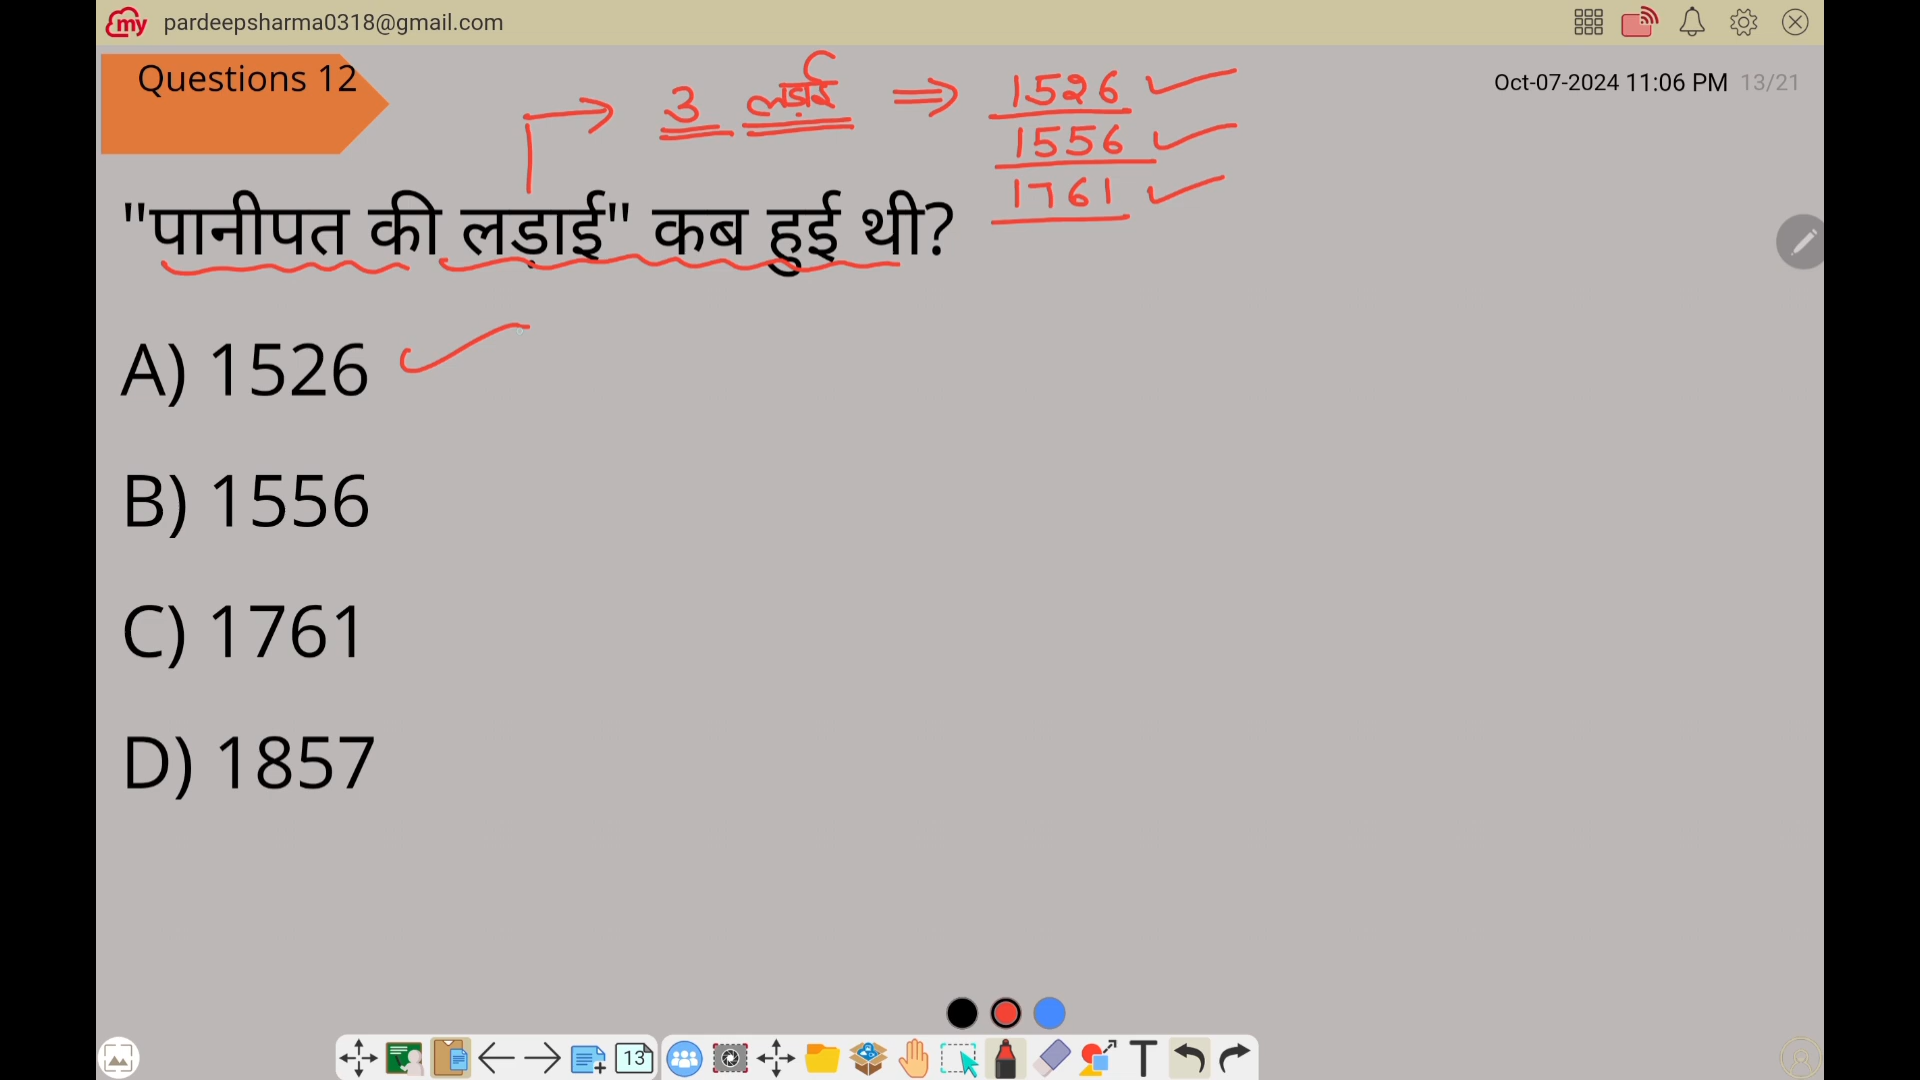 my pardeepsharma0318@gmail.com
Questions 12
Oct-07-2024 11:06 PM 13/21
3 लड़ाई ⇒ 1526
1556
1761
"पानीपत की लड़ाई" कब हुई थी?
A) 1526
B) 1556
C) 1761
D) 1857
13
T